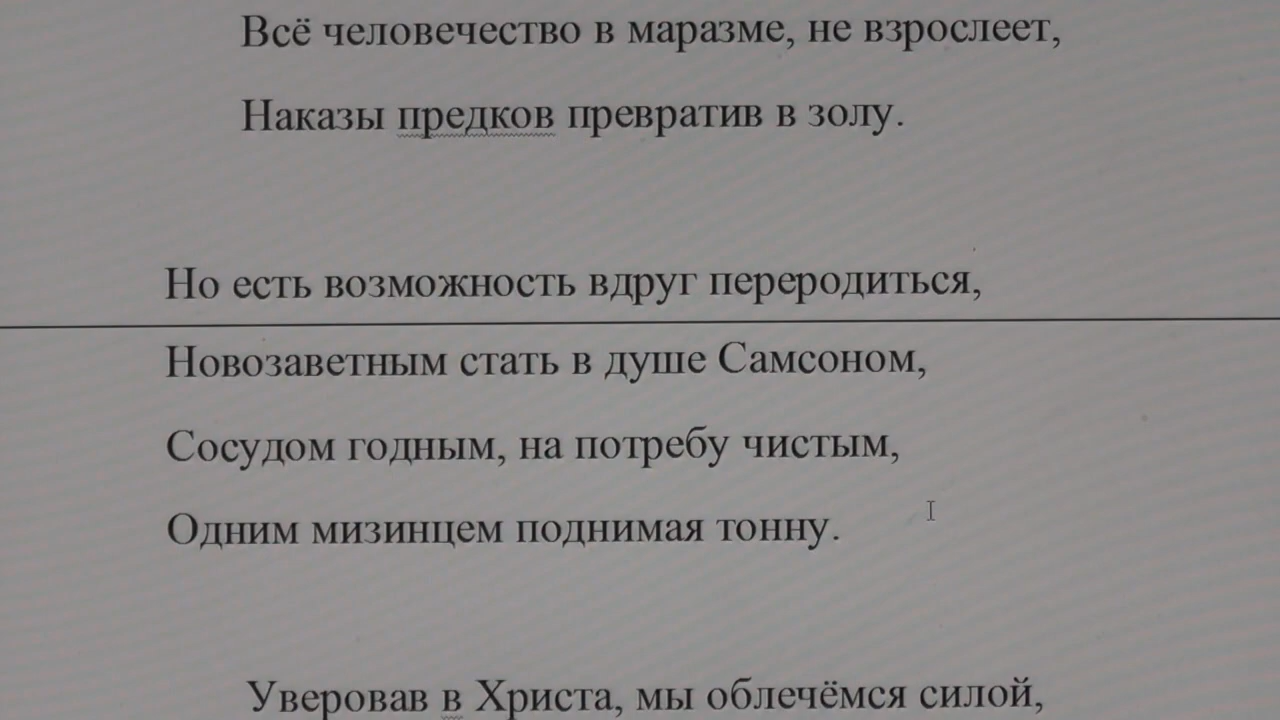 Всё человечество в маразме, не взрослеет,
Наказы предков превратив в золу.
Но есть возможность вдруг переродиться,
Новозаветным стать в душе Самсоном,
Сосудом годным, на потребу чистым,
Одним мизинцем поднимая тонну.
Уверовав в Христа, мы облечёмся силой,